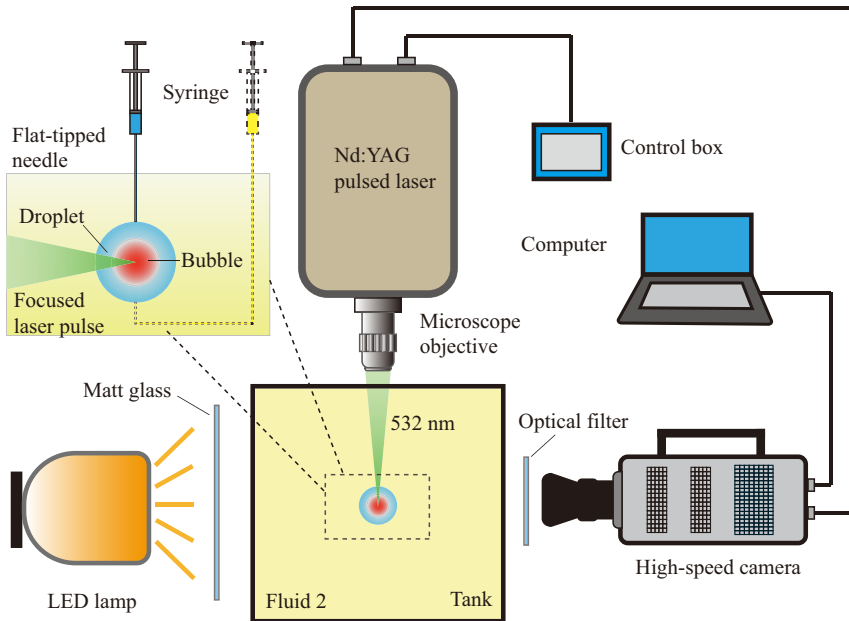 Syringe
Flat-tipped
needle
Droplet
Bubble
Focused
laser pulse
Nd:YAG
pulsed laser
Control box
Computer
Microscope
objective
Matt glass
532 nm
Optical filter
LED lamp
Fluid 2
Tank
High-speed camera